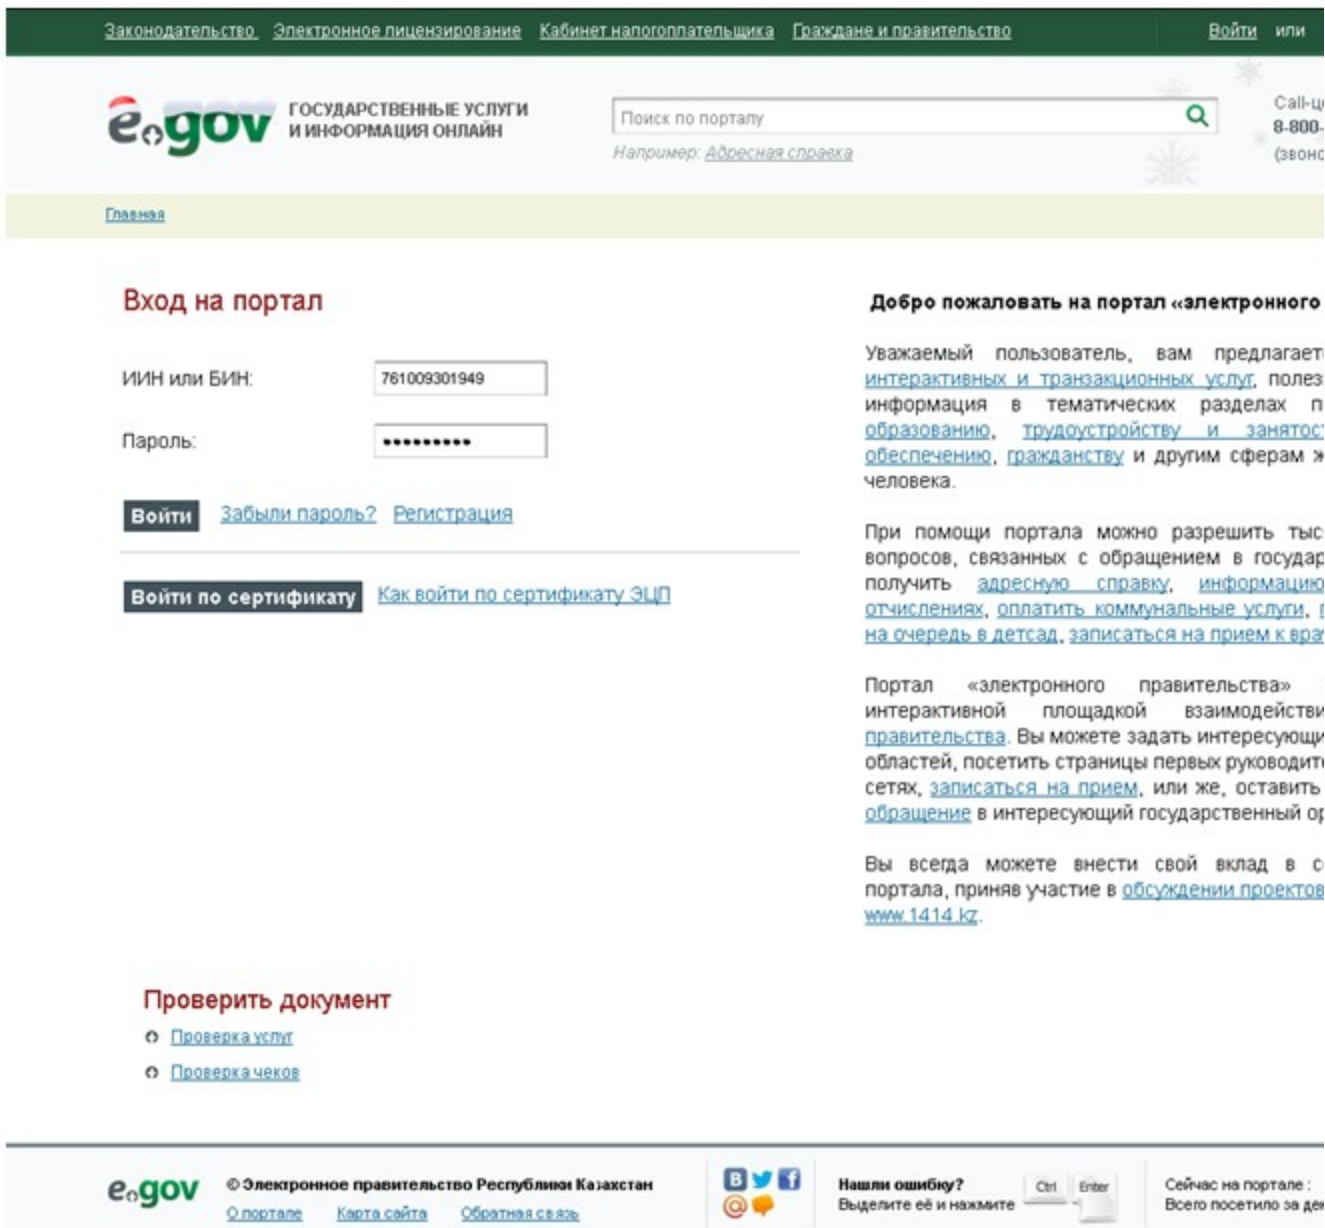 Законодательство Электронное лицензирование Кабинет налогоплательщика Граждане и правительство Войти или
e.gov ГОСУДАРСТВЕННЫЕ УСЛУГИ
И ИНФОРМАЦИЯ ОНЛАЙН
Поиск по порталу
Например: Адресная справка
8-800-
Главная
Вход на портал
ИИН или БИН: 761009301949
Пароль: •••••••••
Войти Забыли пароль? Регистрация
Войти по сертификату Как войти по сертификату ЭЦП
Добро пожаловать на портал «электронного
Уважаемый пользователь, вам
интерактивных и транзакционных услуг,
информация в тематических разделах
образованию, трудоустройству и
обеспечению, гражданству и другим сферам
человека.
При помощи портала можно разрешить
вопросов, связанных с обращением в
получить адресную справку, информацию
отчислениях, оплатить коммунальные услуги,
на очередь в детсад, записаться на прием к
Портал «электронного правительства»
интерактивной площадкой
правительства. Вы можете задать
областей, посетить страницы первых
сетях, записаться на прием, или же, оставить
обращение в интересующий государственный
Вы всегда можете внести свой вклад в
портала, приняв участие в обсуждении проектов
www.1414.kz.
Проверить документ
Проверка услуг
Проверка чеков
e.gov © Электронное правительство Республики Казахстан
О портале Карта сайта Обратная связь
Нашли ошибку?
Выделите её и нажмите Ctrl Enter
Сейчас на портале :
Всего посетило за